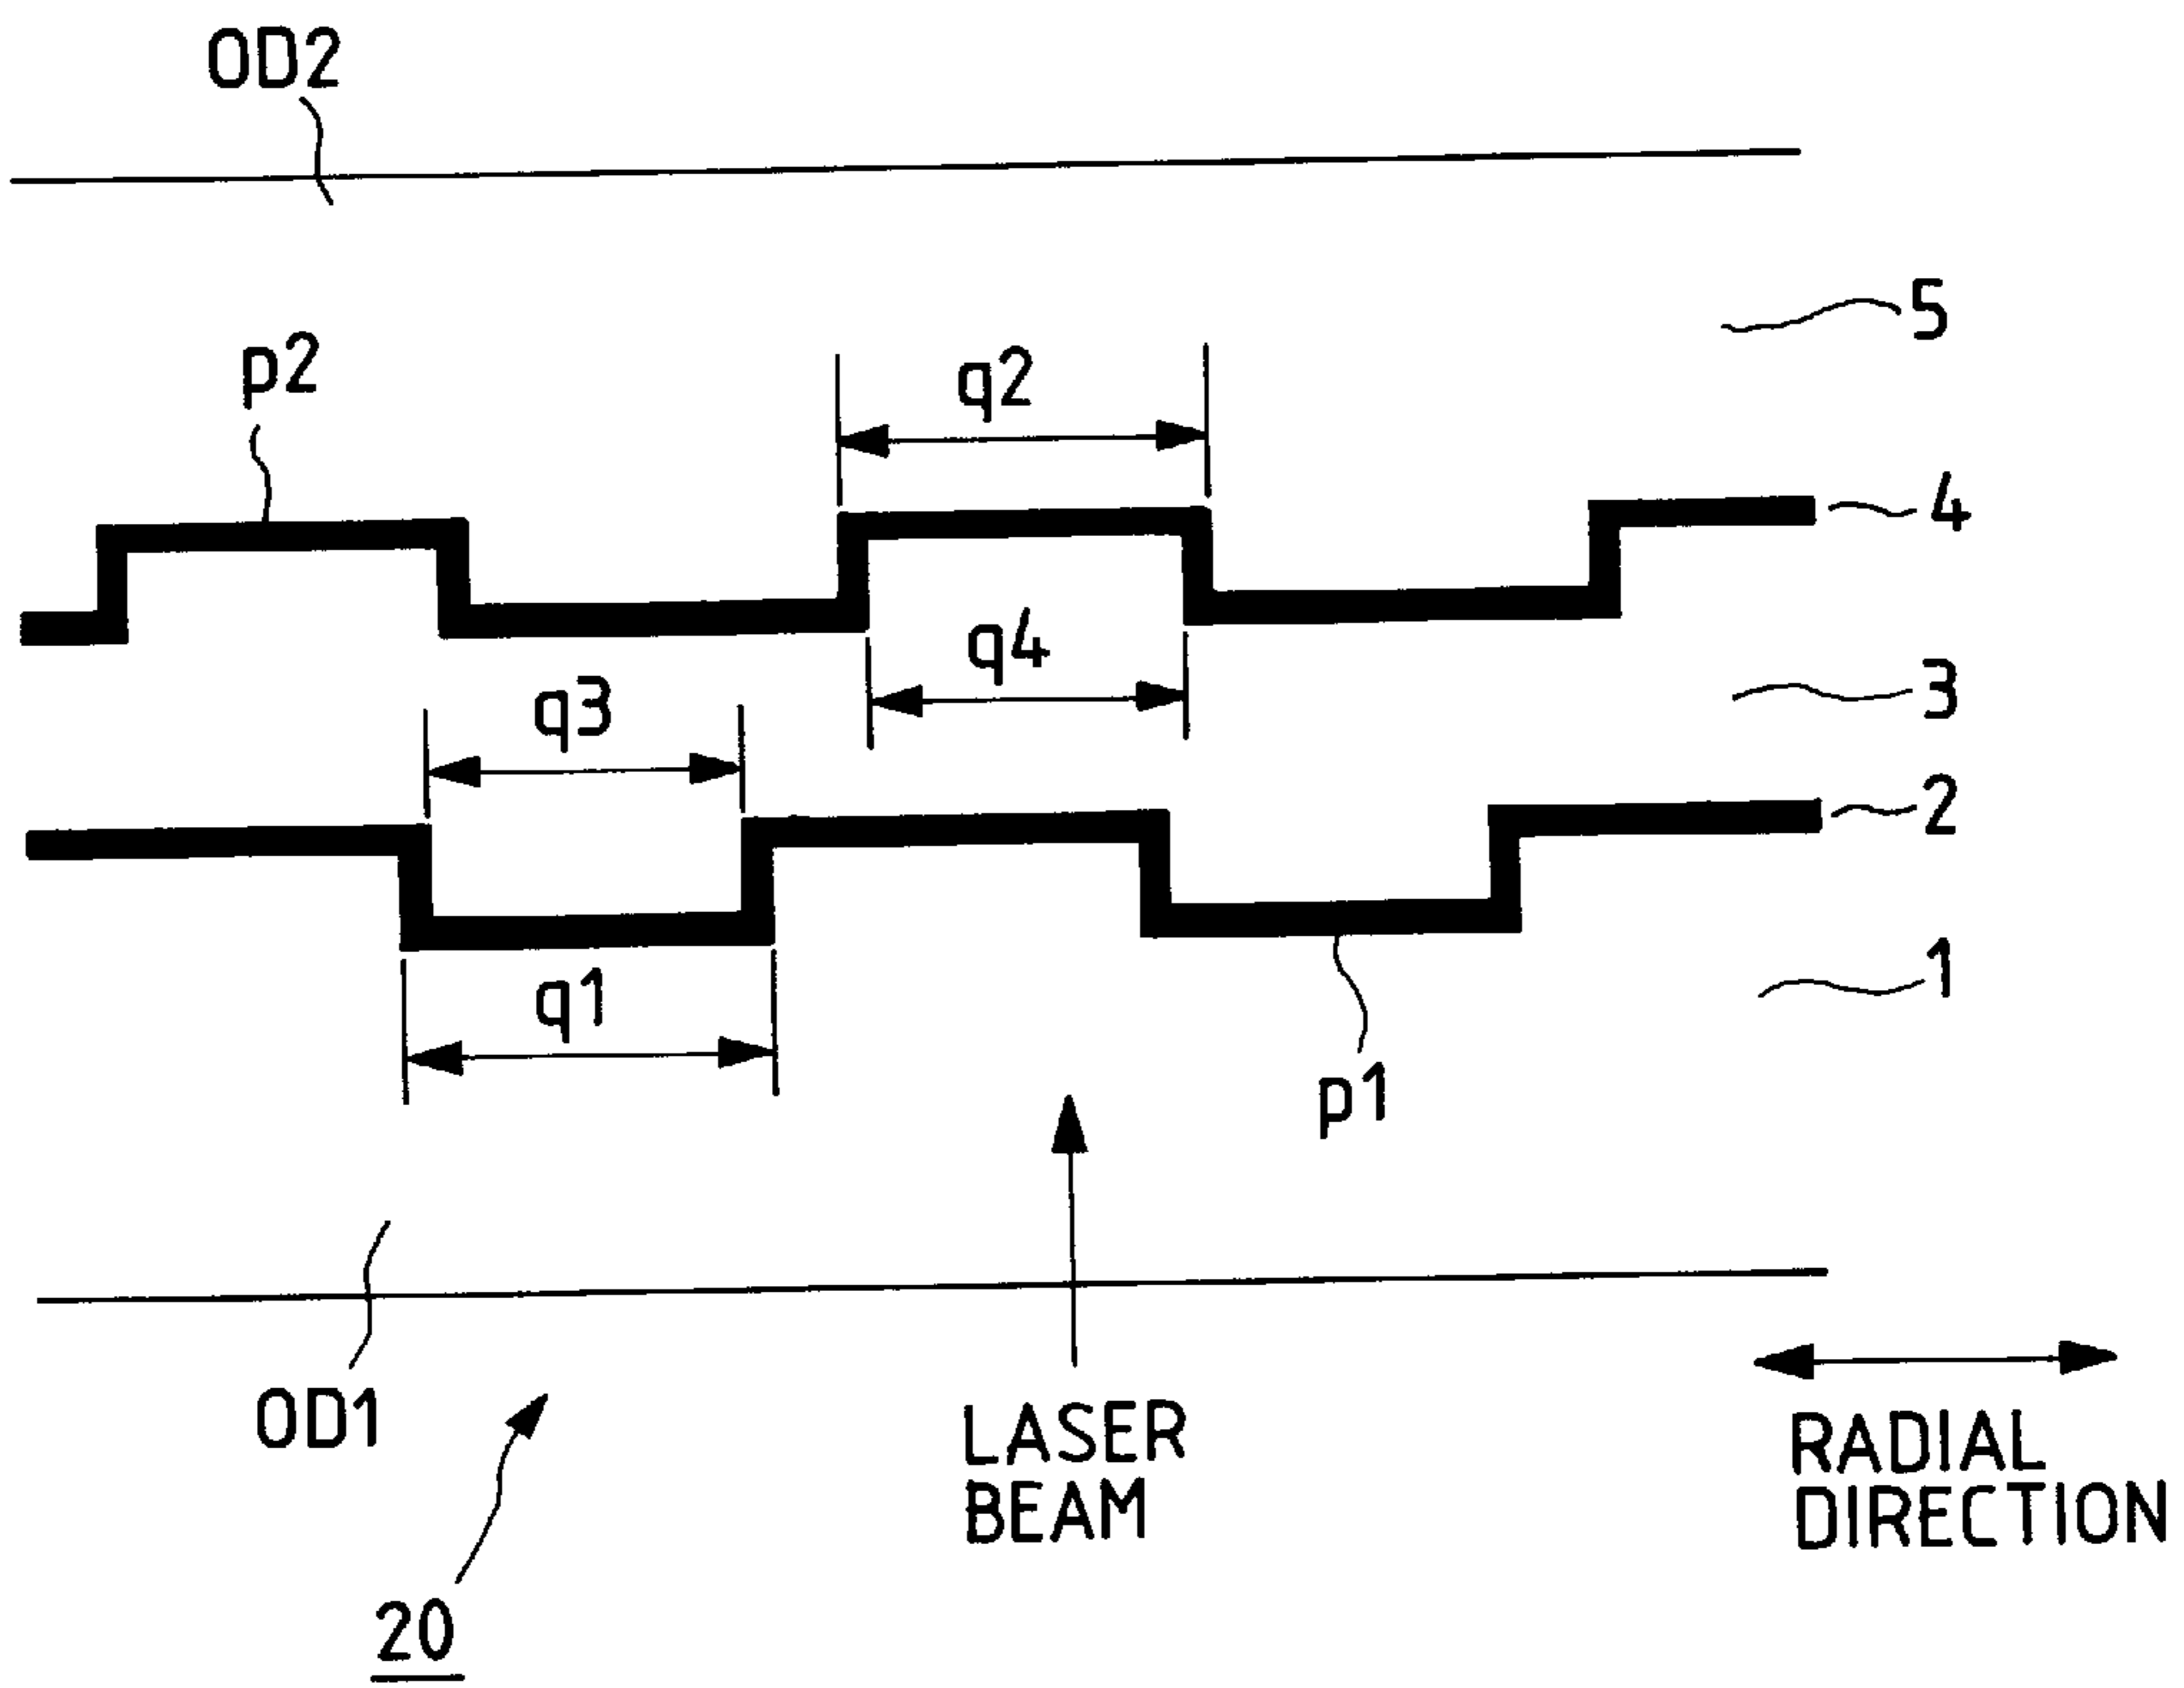 OD2
5
p2
q2
4
q4
3
q3
2
q1
1
p1
OD1
LASER
BEAM
RADIAL
DIRECTION
20